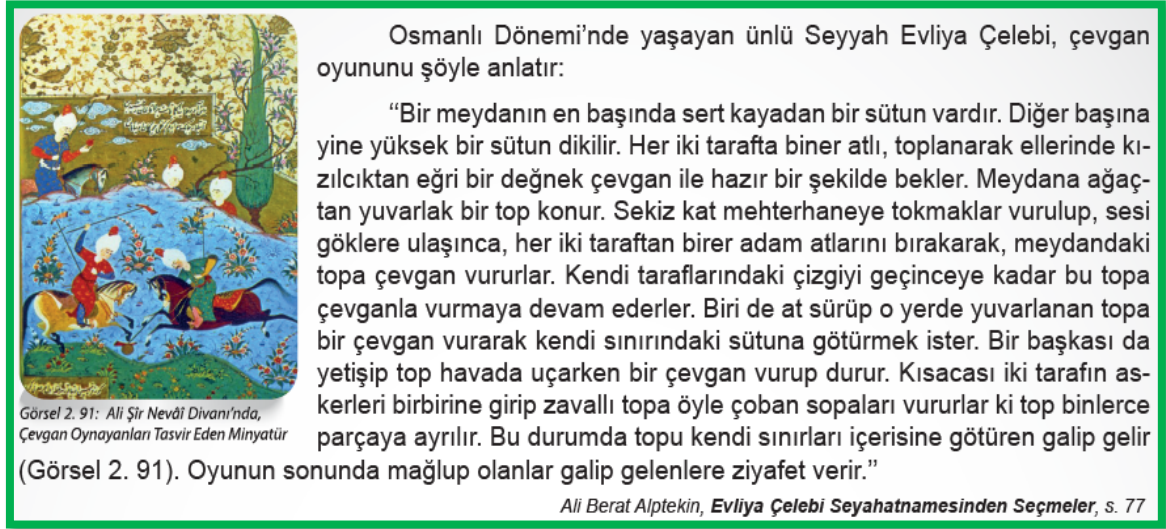 Osmanlı Dönemi’nde yaşayan ünlü Seyyah Evliya Çelebi, çevgan
oyununu şöyle anlatır:
“Bir meydanın en başında sert kayadan bir sütun vardır. Diğer başına
yine yüksek bir sütun dikilir. Her iki tarafta biner atlı, toplanarak ellerinde kı-
zılcıktan eğri bir değnek çevgan ile hazır bir şekilde bekler. Meydana ağaç-
tan yuvarlak bir top konur. Sekiz kat mehterhaneye tokmaklar vurulup, sesi
göklere ulaşınca, her iki taraftan birer adam atlarını bırakarak, meydandaki
topa çevgan vururlar. Kendi taraflarındaki çizgiyi geçinceye kadar bu topa
çevganla vurmaya devam ederler. Biri de at sürüp o yerde yuvarlanan topa
bir çevgan vurarak kendi sınırındaki sütuna götürmek ister. Bir başkası da
yetişip top havada uçarken bir çevgan vurup durur. Kısacası iki tarafın as-
kerleri birbirine girip zavallı topa öyle çoban sopaları vururlar ki top binlerce
parçaya ayrılır. Bu durumda topu kendi sınırları içerisine götüren galip gelir
(Görsel 2. 91). Oyunun sonunda mağlup olanlar galip gelenlere ziyafet verir.”
Görsel 2. 91: Ali Şîr Nevâî Divanı’nda,
Çevgan Oynayanları Tasvir Eden Minyatür
Ali Berat Alptekin, Evliya Çelebi Seyahatnamesinden Seçmeler, s. 77